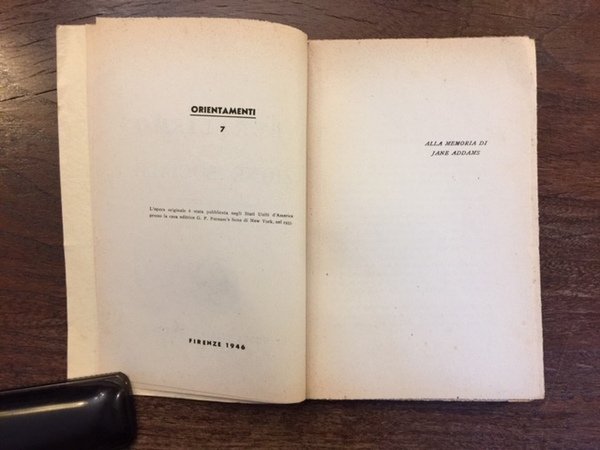 ORIENTAMENTI
7
L'opera originale è stata pubblicata negli Stati Uniti d'America
presso la casa editrice G. P. Putnam's Sons di New York, nel
FIRENZE 1946
ALLA MEMORIA DI
JANE ADDAMS